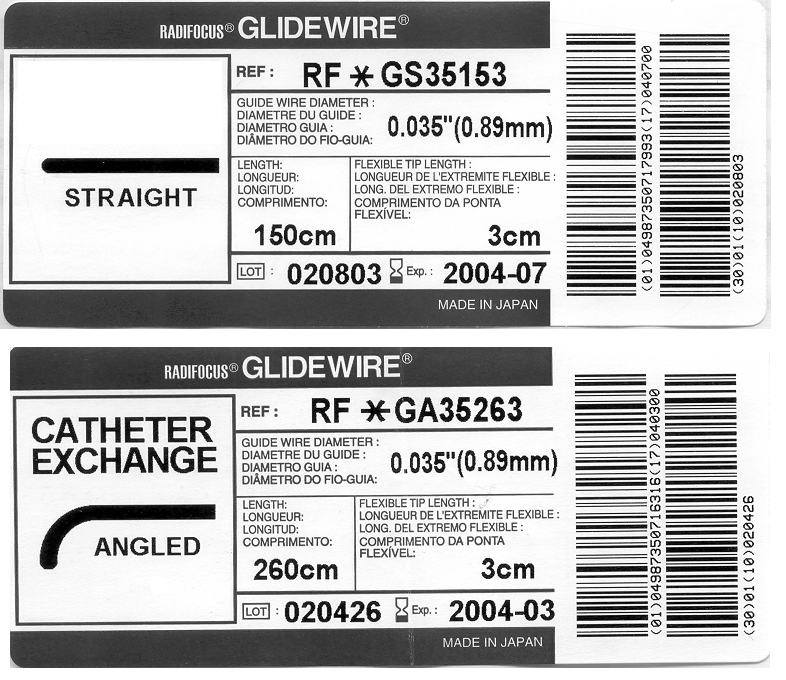 RADIFOCUS® GLIDEWIRE®
STRAIGHT
REF : RF * GS35153
GUIDE WIRE DIAMETER :
DIAMETRE DU GUIDE :
DIAMETRO GUIA :
DIÂMETRO DO FIO-GUIA:
0.035"(0.89mm)
LENGTH:
LONGUEUR:
LONGITUD:
COMPRIMENTO:
150cm
FLEXIBLE TIP LENGTH :
LONGUEUR DE L'EXTREMITE FLEXIBLE :
LONG. DEL EXTREMO FLEXIBLE :
COMPRIMENTO DA PONTA
FLEXÍVEL:
3cm
LOT : 020803 Exp. : 2004-07
MADE IN JAPAN
(01)04987350717993(17)040700
(30)01(10)020803
RADIFOCUS® GLIDEWIRE®
CATHETER
EXCHANGE
ANGLED
REF : RF * GA35263
GUIDE WIRE DIAMETER :
DIAMETRE DU GUIDE :
DIAMETRO GUIA :
DIÂMETRO DO FIO-GUIA:
0.035"(0.89mm)
LENGTH:
LONGUEUR:
LONGITUD:
COMPRIMENTO:
260cm
FLEXIBLE TIP LENGTH :
LONGUEUR DE L'EXTREMITE FLEXIBLE :
LONG. DEL EXTREMO FLEXIBLE :
COMPRIMENTO DA PONTA
FLEXÍVEL:
3cm
LOT : 020426 Exp. : 2004-03
MADE IN JAPAN
(01)04987350716316(17)040300
(30)01(10)020426